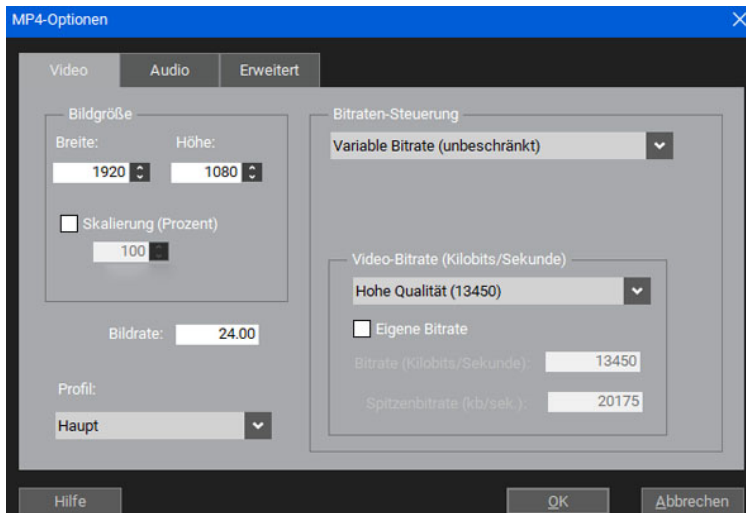 MP4-Optionen
Video
Audio
Erweitert
Bildgröße
Breite:
Höhe:
1920
1080
Skalierung (Prozent)
100
Bildrate:
24.00
Profil:
Haupt
Bitraten-Steuerung
Variable Bitrate (unbeschränkt)
Video-Bitrate (Kilobits/Sekunde)
Hohe Qualität (13450)
Eigene Bitrate
Bitrate (Kilobits/Sekunde):
13450
Spitzenbitrate (kb/sek.):
20175
Hilfe
OK
Abbrechen